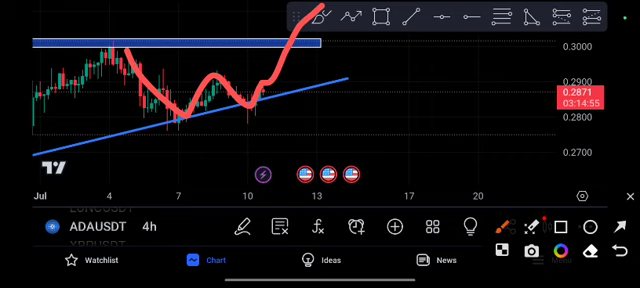 0.3000
0.2900
0.2871
03:14:55
0.2800
0.2700
Jul 4 7 10 13 17 20
ADAUSDT 4h
Watchlist Chart Ideas News